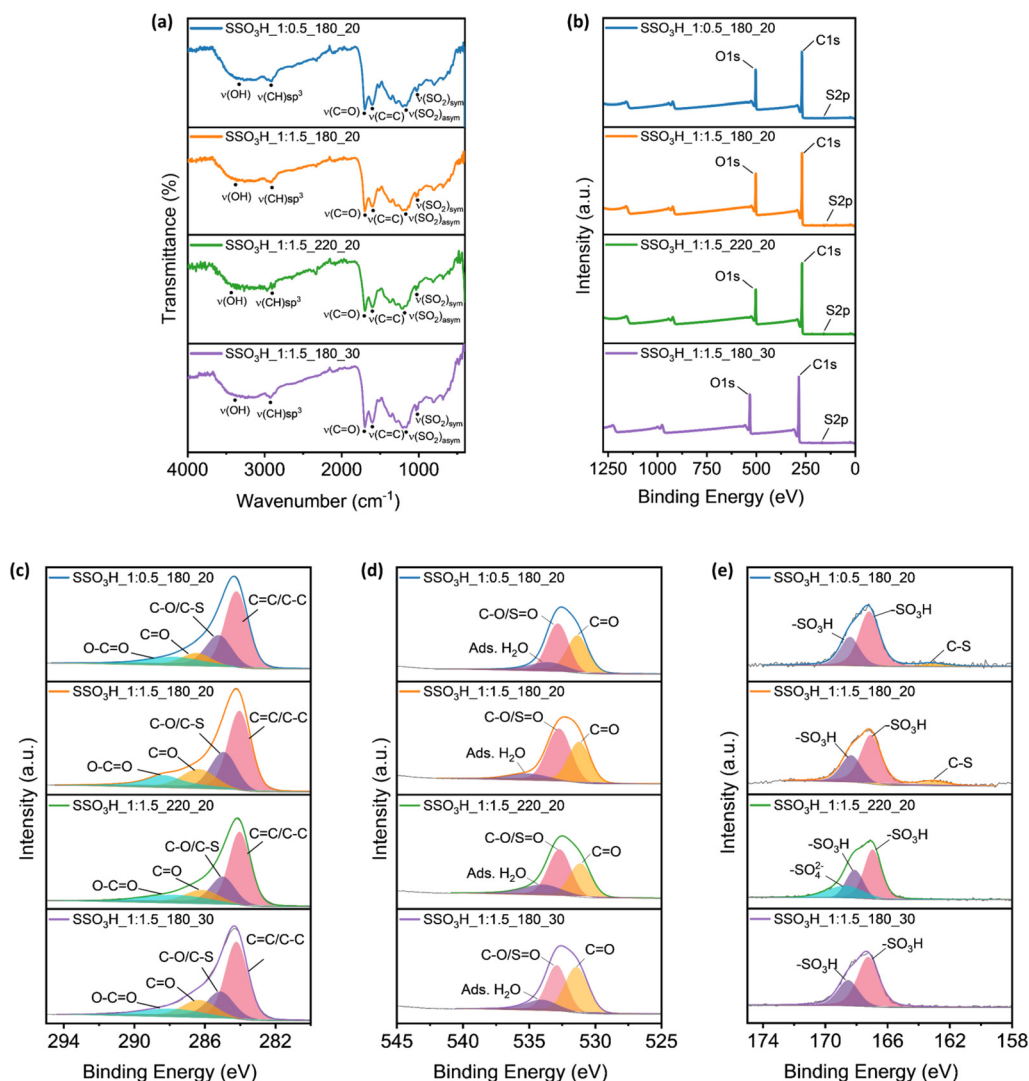 (a)
SSO₃H_1:0.5_180_20
ν(OH)
ν(CH)sp³
ν(C=O)
ν(C=C)
ν(SO₂)sym
ν(SO₂)asym
SSO₃H_1:1.5_180_20
ν(OH)
ν(CH)sp³
ν(C=O)
ν(C=C)
ν(SO₂)sym
ν(SO₂)asym
SSO₃H_1:1.5_220_20
ν(OH)
ν(CH)sp³
ν(C=O)
ν(C=C)
ν(SO₂)sym
ν(SO₂)asym
SSO₃H_1:1.5_180_30
ν(OH)
ν(CH)sp³
ν(C=O)
ν(C=C)
ν(SO₂)sym
ν(SO₂)asym
Transmittance (%)
4000 3000 2000 1000
Wavenumber (cm⁻¹)
(b)
SSO₃H_1:0.5_180_20
O1s
C1s
S2p
SSO₃H_1:1.5_180_20
O1s
C1s
S2p
SSO₃H_1:1.5_220_20
O1s
C1s
S2p
SSO₃H_1:1.5_180_30
O1s
C1s
S2p
Intensity (a.u.)
1250 1000 750 500 250 0
Binding Energy (eV)
(c)
SSO₃H_1:0.5_180_20
C-O/C-S
C=C/C-C
C=O
O-C=O
SSO₃H_1:1.5_180_20
C-O/C-S
C=C/C-C
C=O
O-C=O
SSO₃H_1:1.5_220_20
C-O/C-S
C=C/C-C
C=O
O-C=O
SSO₃H_1:1.5_180_30
C-O/C-S
C=C/C-C
C=O
O-C=O
Intensity (a.u.)
294 290 286 282
Binding Energy (eV)
(d)
SSO₃H_1:0.5_180_20
C-O/S=O
C=O
Ads. H₂O
SSO₃H_1:1.5_180_20
C-O/S=O
C=O
Ads. H₂O
SSO₃H_1:1.5_220_20
C-O/S=O
C=O
Ads. H₂O
SSO₃H_1:1.5_180_30
C-O/S=O
C=O
Ads. H₂O
Intensity (a.u.)
545 540 535 530 525
Binding Energy (eV)
(e)
SSO₃H_1:0.5_180_20
-SO₃H
-SO₃H
C-S
SSO₃H_1:1.5_180_20
-SO₃H
-SO₃H
C-S
SSO₃H_1:1.5_220_20
-SO₃H
-SO₃H
-SO₄²⁻
SSO₃H_1:1.5_180_30
-SO₃H
-SO₃H
Intensity (a.u.)
174 170 166 162 158
Binding Energy (eV)